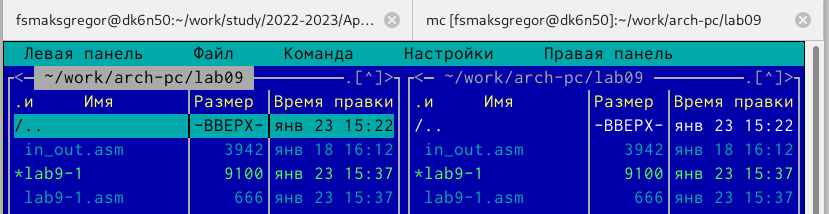 fsmaksgregor@dk6n50:~/work/study/2022-2023/Ap... mc [fsmaksgregor@dk6n50]:~/work/arch-pc/lab09
Левая панель Файл Команда Настройки Правая панель
<— ~/work/arch-pc/lab09 .[^]> <— ~/work/arch-pc/lab09 .[^]>
.и Имя Размер Время правки .и Имя Размер Время правки
/.. -ВВЕРХ- янв 23 15:22 /.. -ВВЕРХ- янв 23 15:22
in_out.asm 3942 янв 18 16:12 in_out.asm 3942 янв 18 16:12
*lab9-1 9100 янв 23 15:37 *lab9-1 9100 янв 23 15:37
lab9-1.asm 666 янв 23 15:37 lab9-1.asm 666 янв 23 15:37